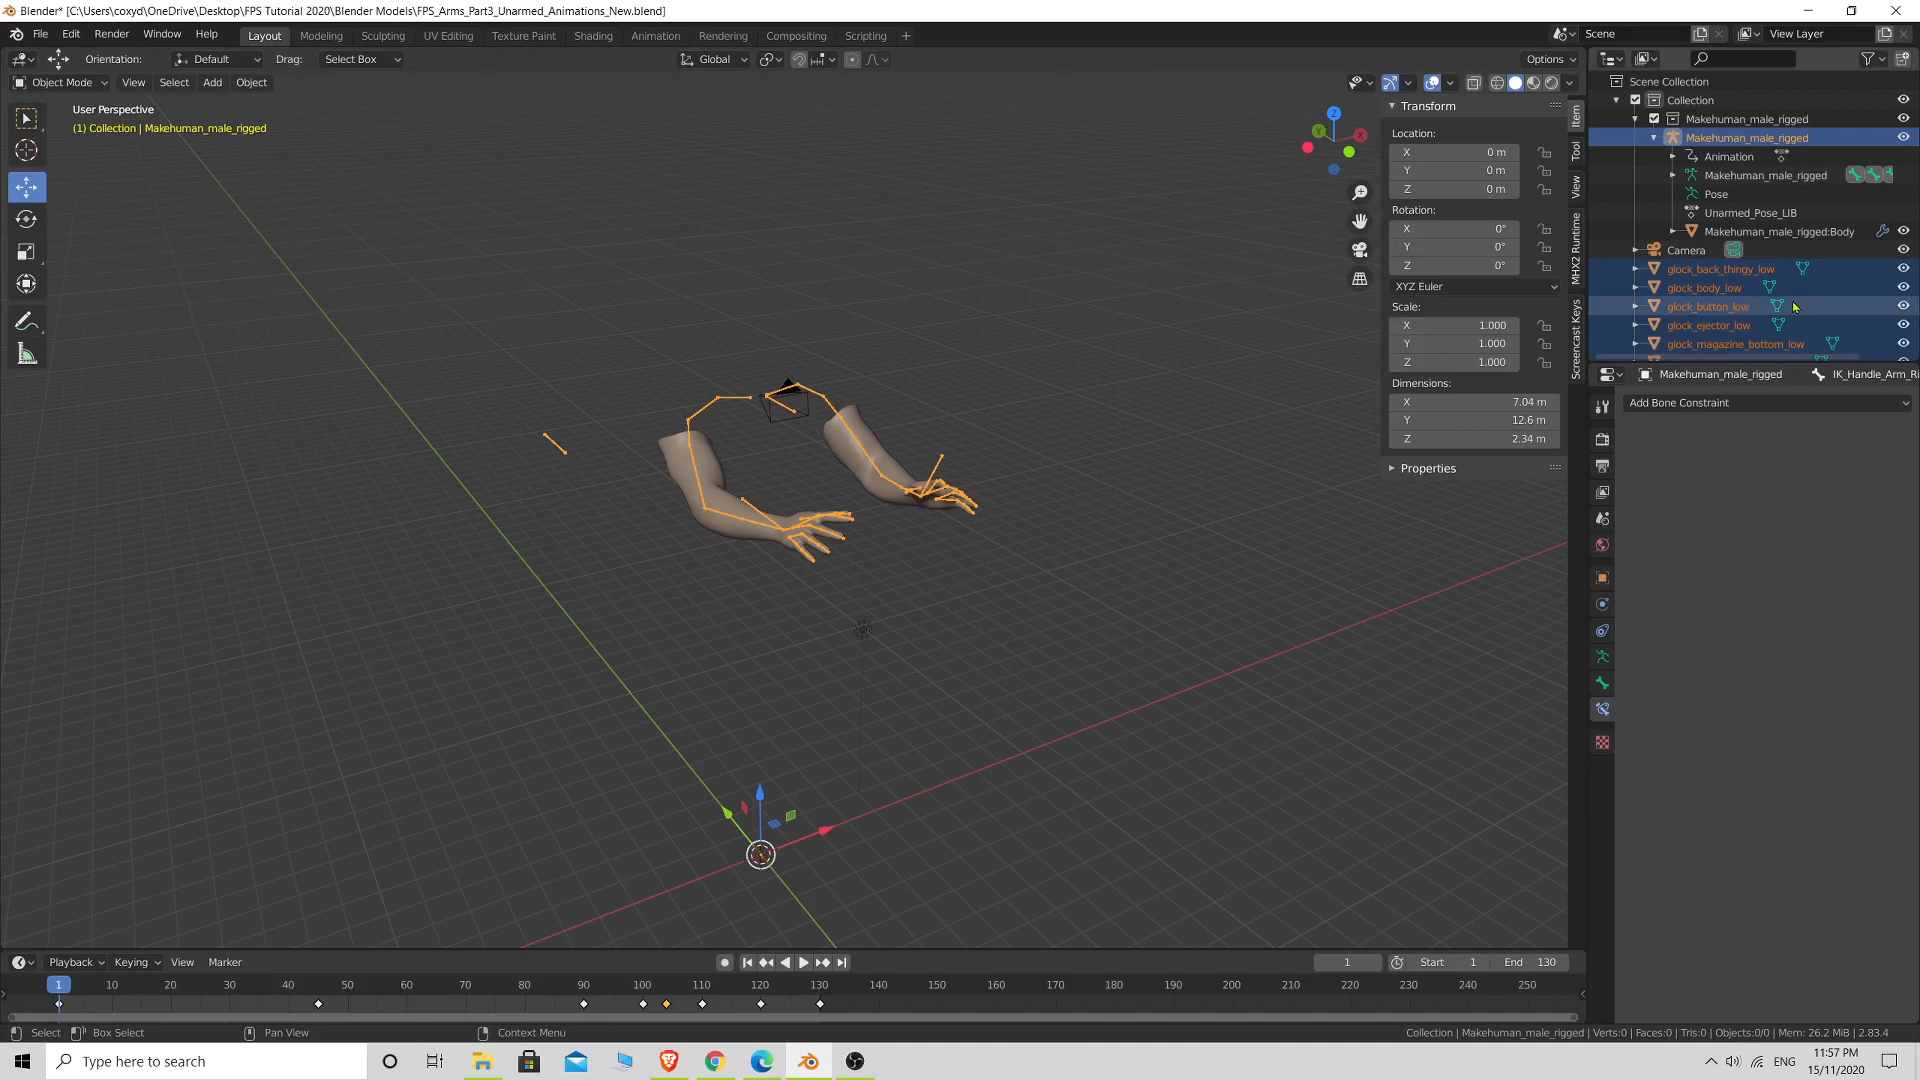 Blender* [C:\Users\coxyd\OneDrive\Desktop\FPS Tutorial 2020\Blender Models\FPS_Arms_Part3_Unarmed_Animations_New.blend]
File Edit Render Window Help Layout Modeling Sculpting UV Editing Texture Paint Shading Animation Rendering Compositing Scripting + Scene View Layer
Orientation: Default Drag: Select Box Global Options
Object Mode View Select Add Object
User Perspective
(1) Collection | Makehuman_male_rigged
Z
Y
X
Transform
Location:
X 0 m
Y 0 m
Z 0 m
Rotation:
X 0°
Y 0°
Z 0°
XYZ Euler
Scale:
X 1.000
Y 1.000
Z 1.000
Dimensions:
X 7.04 m
Y 12.6 m
Z 2.34 m
Properties
Item
Tool
View
MHX2 Runtime
Screencast Keys
Scene Collection
Collection
Makehuman_male_rigged
Makehuman_male_rigged
Animation
Makehuman_male_rigged
Pose
Unarmed_Pose_LIB
Makehuman_male_rigged:Body
Camera
glock_back_thingy_low
glock_body_low
glock_button_low
glock_ejector_low
glock_magazine_bottom_low
Makehuman_male_rigged IK_Handle_Arm_Ri
Add Bone Constraint
Playback Keying View Marker 1 Start 1 End 130
1 10 20 30 40 50 60 70 80 90 100 110 120 130 140 150 160 170 180 190 200 210 220 230 240 250
Select Box Select Pan View Context Menu Collection | Makehuman_male_rigged | Verts:0 | Faces:0 | Tris:0 | Objects:0/0 | Mem: 26.2 MiB | 2.83.4
Type here to search
ENG
11:57 PM
15/11/2020